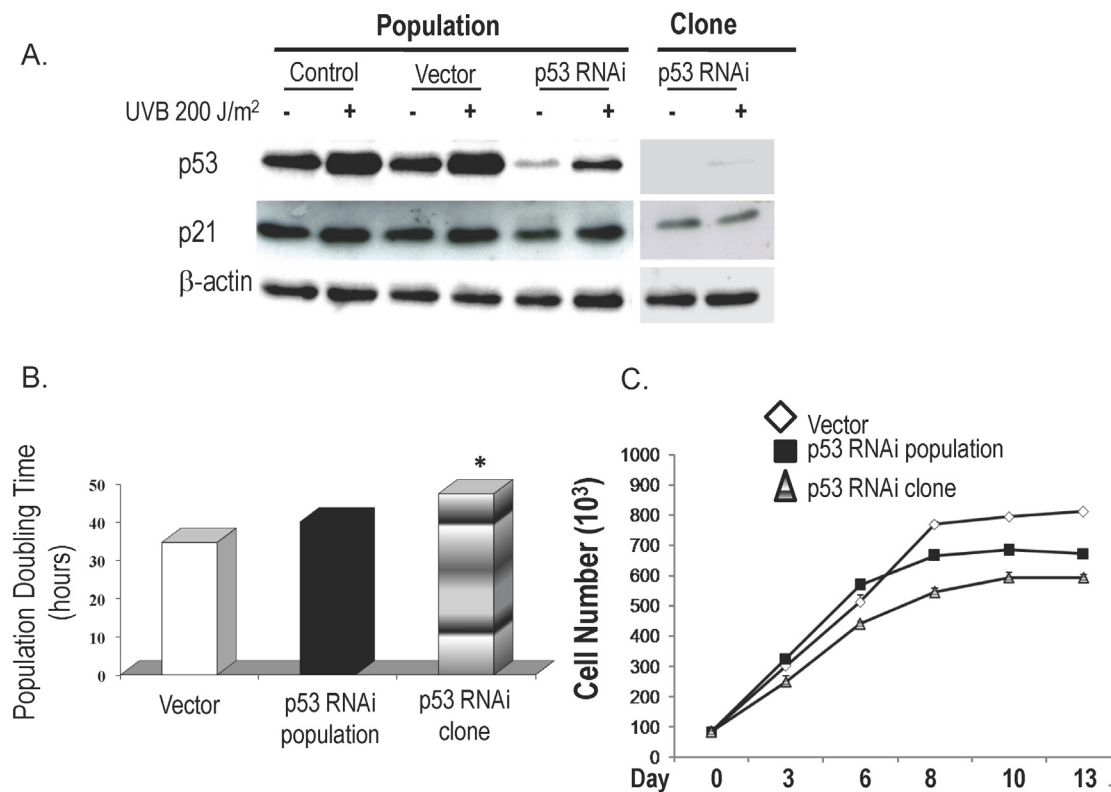 A.
Population Clone
Control Vector p53 RNAi p53 RNAi
UVB 200 J/m² - + - + - + - +
p53
p21
β-actin
B.
Population Doubling Time
(hours)
50
40
30
20
10
0
*
Vector p53 RNAi population p53 RNAi clone
C.
Vector
p53 RNAi population
p53 RNAi clone
Cell Number (10³)
1000
900
800
700
600
500
400
300
200
100
0
Day 0 3 6 8 10 13